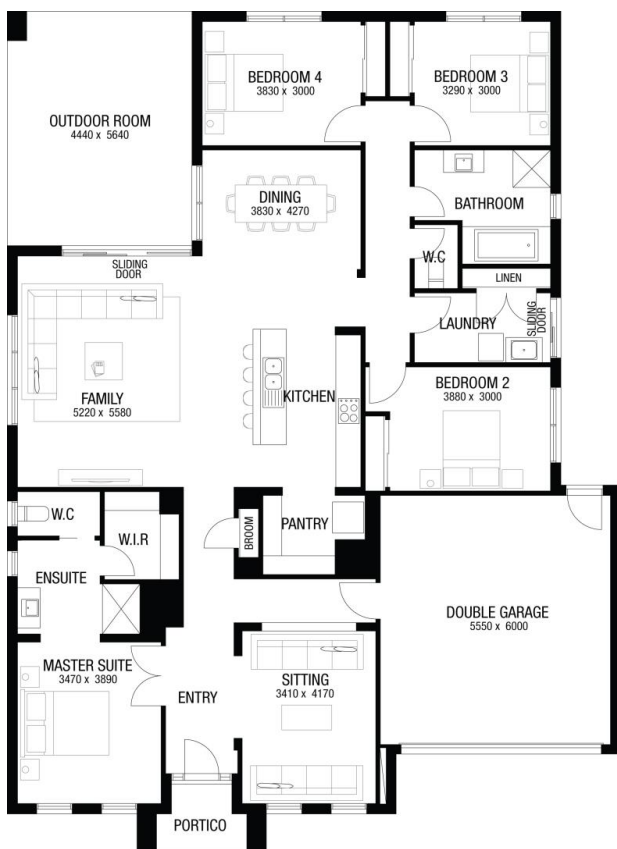 BEDROOM 4
3830 x 3000
BEDROOM 3
3290 x 3000
OUTDOOR ROOM
4440 x 5640
DINING
3830 x 4270
BATHROOM
W.C
SLIDING
DOOR
LINEN
LAUNDRY
SLIDING
DOOR
FAMILY
5220 x 5580
KITCHEN
BEDROOM 2
3880 x 3000
W.C
W.I.R
BROOM
PANTRY
ENSUITE
DOUBLE GARAGE
5550 x 6000
MASTER SUITE
3470 x 3890
ENTRY
SITTING
3410 x 4170
PORTICO